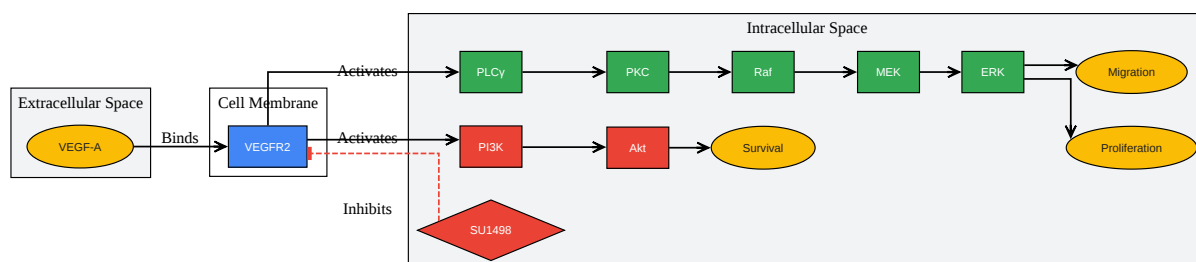 Intracellular Space
Activates
PLCγ
PKC
Raf
MEK
ERK
Migration
Extracellular Space
Cell Membrane
VEGF-A
Binds
VEGFR2
Activates
PI3K
Akt
Survival
Proliferation
Inhibits
SU1498